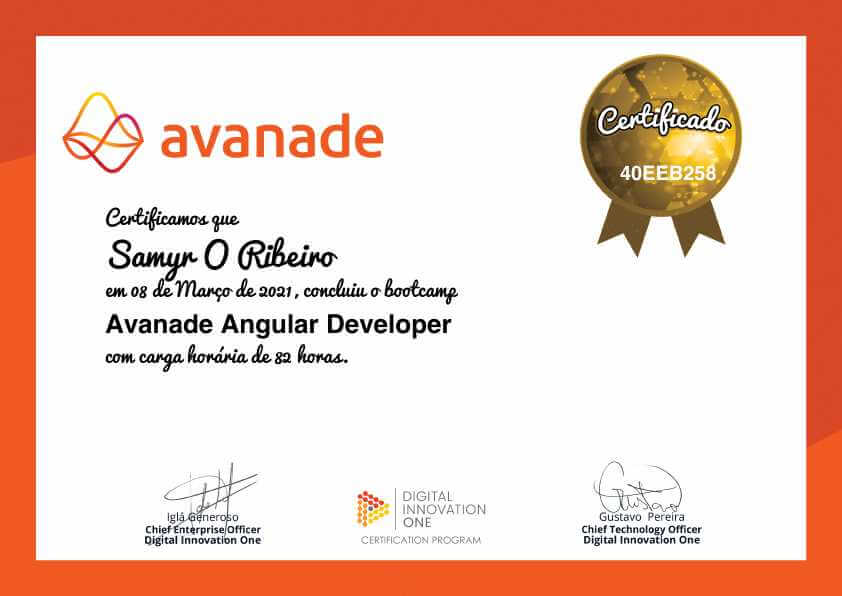 avanade
Certificado
40EEB258
Certificamos que
Samyr O Ribeiro
em 08 de Março de 2021, concluiu o bootcamp
Avanade Angular Developer
com carga horária de 82 horas.
Iglá Generoso
Chief Enterprise Officer
Digital Innovation One
DIGITAL
INNOVATION
ONE
CERTIFICATION PROGRAM
Gustavo Pereira
Chief Technology Officer
Digital Innovation One